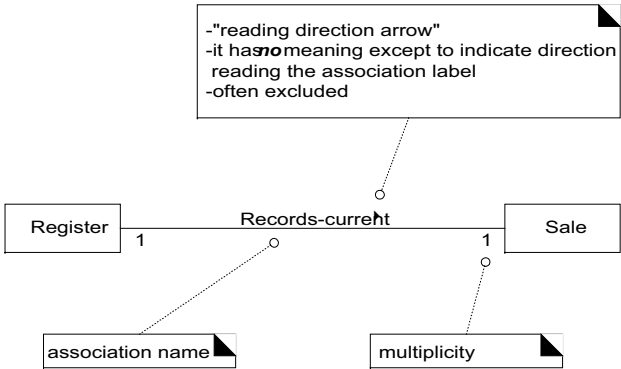 -"reading direction arrow"
-it has no meaning except to indicate direction
reading the association label
-often excluded
Records-current
Register
Sale
1
1
association name
multiplicity